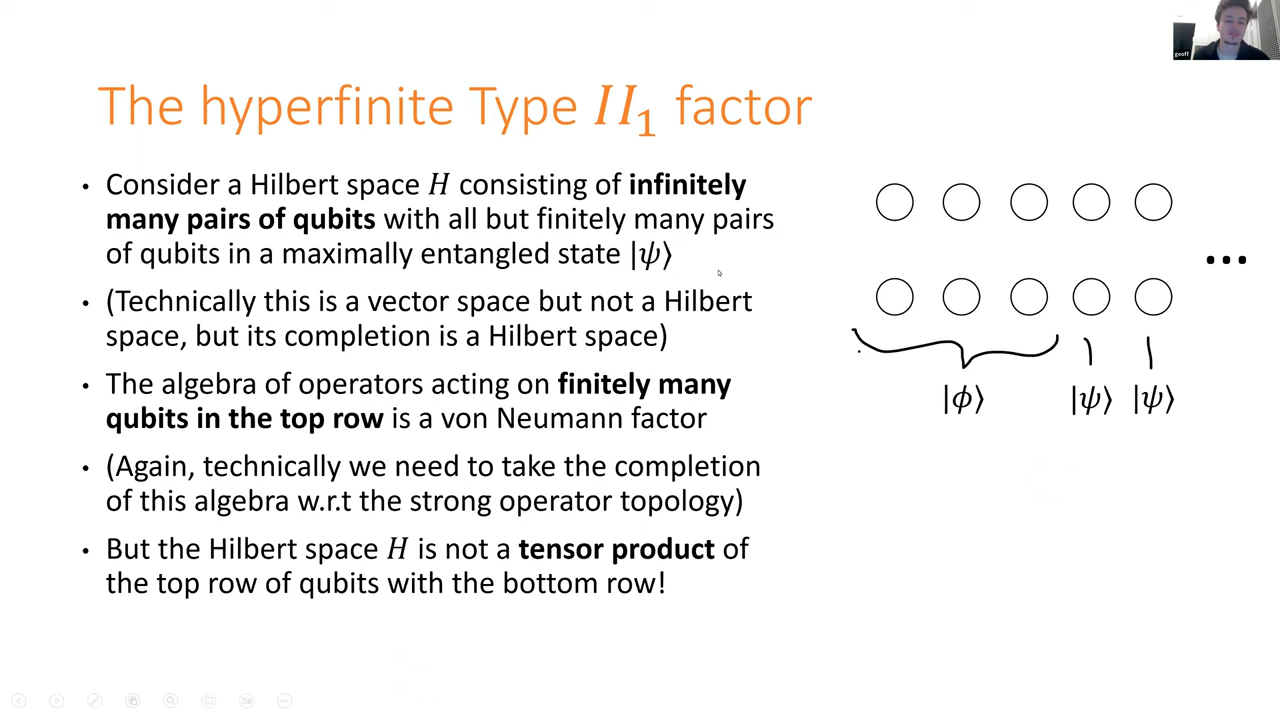 The hyperfinite Type II₁ factor
• Consider a Hilbert space H consisting of infinitely
many pairs of qubits with all but finitely many pairs
of qubits in a maximally entangled state |ψ⟩
• (Technically this is a vector space but not a Hilbert
space, but its completion is a Hilbert space)
• The algebra of operators acting on finitely many
qubits in the top row is a von Neumann factor
• (Again, technically we need to take the completion
of this algebra w.r.t the strong operator topology)
• But the Hilbert space H is not a tensor product of
the top row of qubits with the bottom row!
...
|ϕ⟩ |ψ⟩ |ψ⟩
geoff